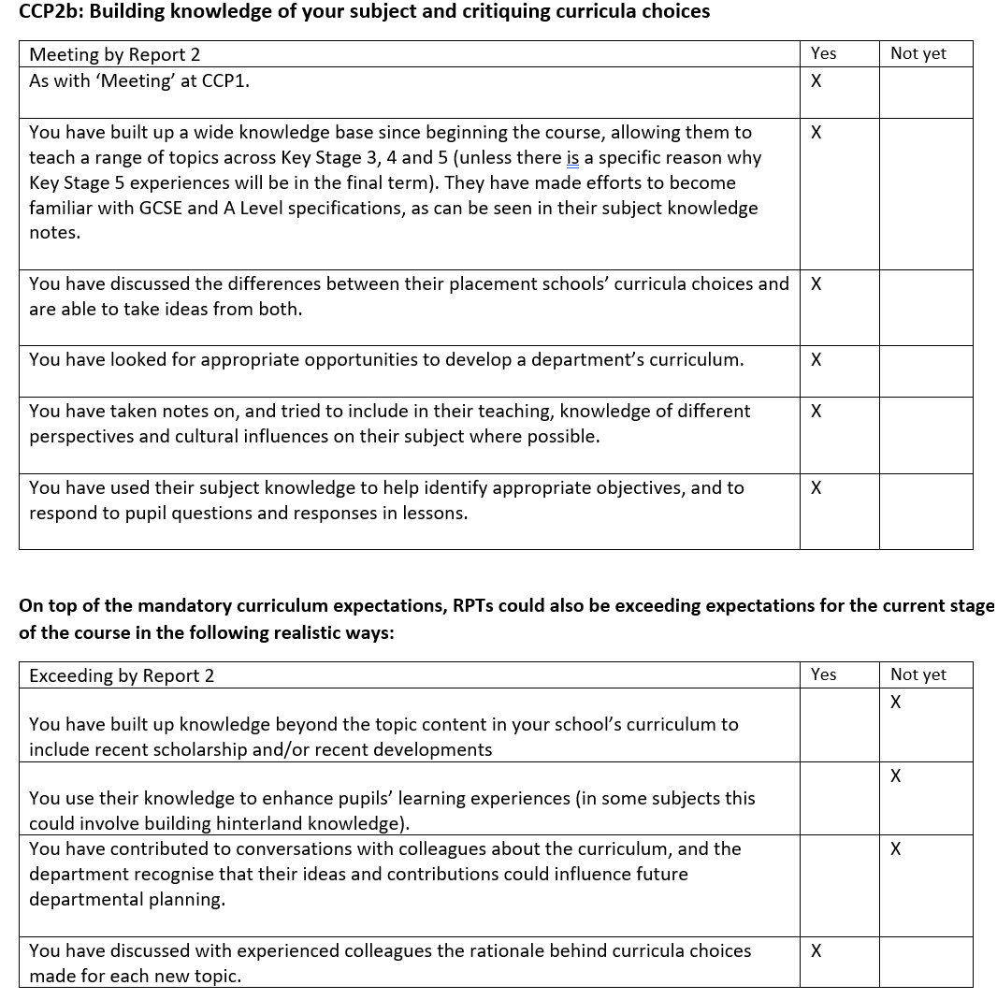 CCP2b: Building knowledge of your subject and critiquing curricula choices
Meeting by Report 2 Yes Not yet
As with ‘Meeting’ at CCP1. X
You have built up a wide knowledge base since beginning the course, allowing them to X
teach a range of topics across Key Stage 3, 4 and 5 (unless there is a specific reason why
Key Stage 5 experiences will be in the final term). They have made efforts to become
familiar with GCSE and A Level specifications, as can be seen in their subject knowledge
notes.
You have discussed the differences between their placement schools’ curricula choices and X
are able to take ideas from both.
You have looked for appropriate opportunities to develop a department’s curriculum. X
You have taken notes on, and tried to include in their teaching, knowledge of different X
perspectives and cultural influences on their subject where possible.
You have used their subject knowledge to help identify appropriate objectives, and to X
respond to pupil questions and responses in lessons.
On top of the mandatory curriculum expectations, RPTs could also be exceeding expectations for the current stage
of the course in the following realistic ways:
Exceeding by Report 2 Yes Not yet
X
You have built up knowledge beyond the topic content in your school’s curriculum to
include recent scholarship and/or recent developments
X
You use their knowledge to enhance pupils’ learning experiences (in some subjects this
could involve building hinterland knowledge).
You have contributed to conversations with colleagues about the curriculum, and the X
department recognise that their ideas and contributions could influence future
departmental planning.
You have discussed with experienced colleagues the rationale behind curricula choices X
made for each new topic.